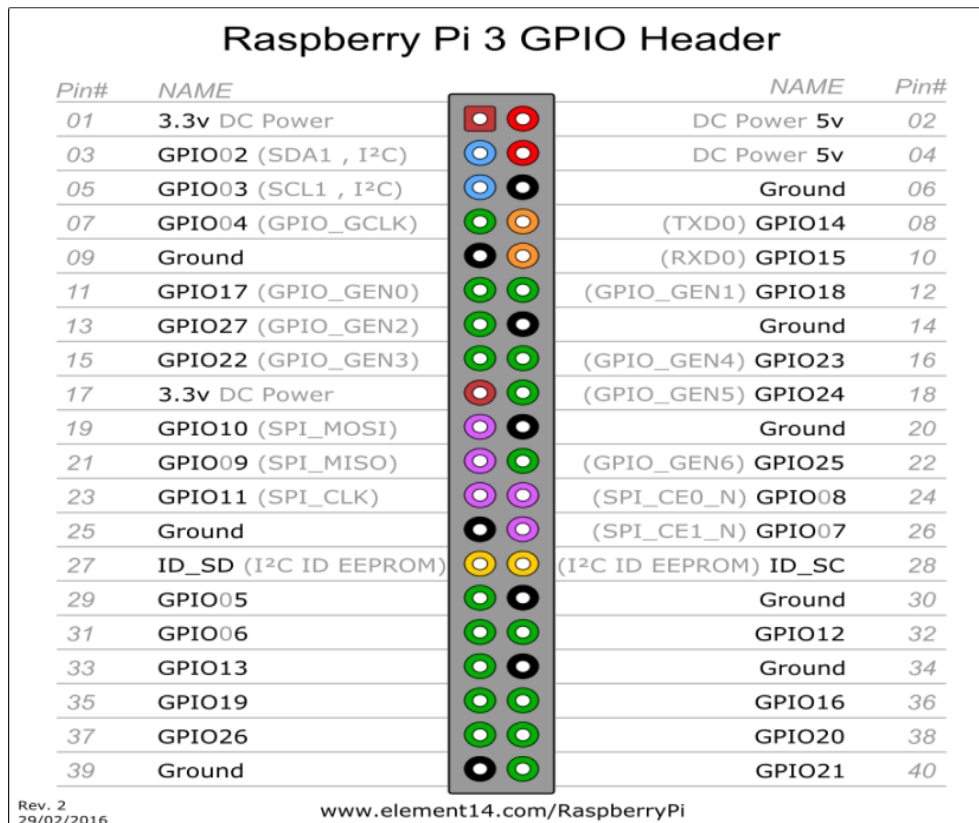 Raspberry Pi 3 GPIO Header
Pin# NAME NAME Pin#
01 3.3v DC Power DC Power 5v 02
03 GPIO02 (SDA1 , I²C) DC Power 5v 04
05 GPIO03 (SCL1 , I²C) Ground 06
07 GPIO04 (GPIO_GCLK) (TXD0) GPIO14 08
09 Ground (RXD0) GPIO15 10
11 GPIO17 (GPIO_GEN0) (GPIO_GEN1) GPIO18 12
13 GPIO27 (GPIO_GEN2) Ground 14
15 GPIO22 (GPIO_GEN3) (GPIO_GEN4) GPIO23 16
17 3.3v DC Power (GPIO_GEN5) GPIO24 18
19 GPIO10 (SPI_MOSI) Ground 20
21 GPIO09 (SPI_MISO) (GPIO_GEN6) GPIO25 22
23 GPIO11 (SPI_CLK) (SPI_CE0_N) GPIO08 24
25 Ground (SPI_CE1_N) GPIO07 26
27 ID_SD (I²C ID EEPROM) (I²C ID EEPROM) ID_SC 28
29 GPIO05 Ground 30
31 GPIO06 GPIO12 32
33 GPIO13 Ground 34
35 GPIO19 GPIO16 36
37 GPIO26 GPIO20 38
39 Ground GPIO21 40
Rev. 2
29/02/2016
www.element14.com/RaspberryPi